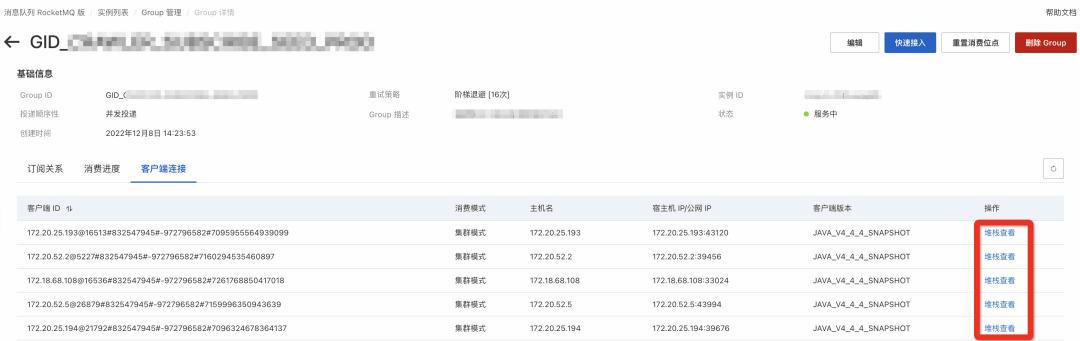 消息队列 RocketMQ 版 / 实例列表 / Group 管理 / Group 详情 帮助文档
← GID_ 编辑 快速接入 重置消费位点 删除 Group
基础信息
Group ID GID_ 重试策略 阶梯退避 [16次] 实例 ID
投递顺序性 并发投递 Group 描述 状态 服务中
创建时间 2022年12月8日 14:23:53
订阅关系 消费进度 客户端连接
客户端 ID 消费模式 主机名 宿主机 IP/公网 IP 客户端版本 操作
172.20.25.193@16513#832547945#-972796582#7095955564939099 集群模式 172.20.25.193 172.20.25.193:43120 JAVA_V4_4_4_SNAPSHOT 堆栈查看
172.20.52.2@5227#832547945#-972796582#7160294535460897 集群模式 172.20.52.2 172.20.52.2:39456 JAVA_V4_4_4_SNAPSHOT 堆栈查看
172.18.68.108@16536#832547945#-972796582#7261768850417018 集群模式 172.18.68.108 172.18.68.108:33024 JAVA_V4_4_4_SNAPSHOT 堆栈查看
172.20.52.5@26879#832547945#-972796582#7159996350943639 集群模式 172.20.52.5 172.20.52.5:43994 JAVA_V4_4_4_SNAPSHOT 堆栈查看
172.20.25.194@21792#832547945#-972796582#7096324678364137 集群模式 172.20.25.194 172.20.25.194:39676 JAVA_V4_4_4_SNAPSHOT 堆栈查看